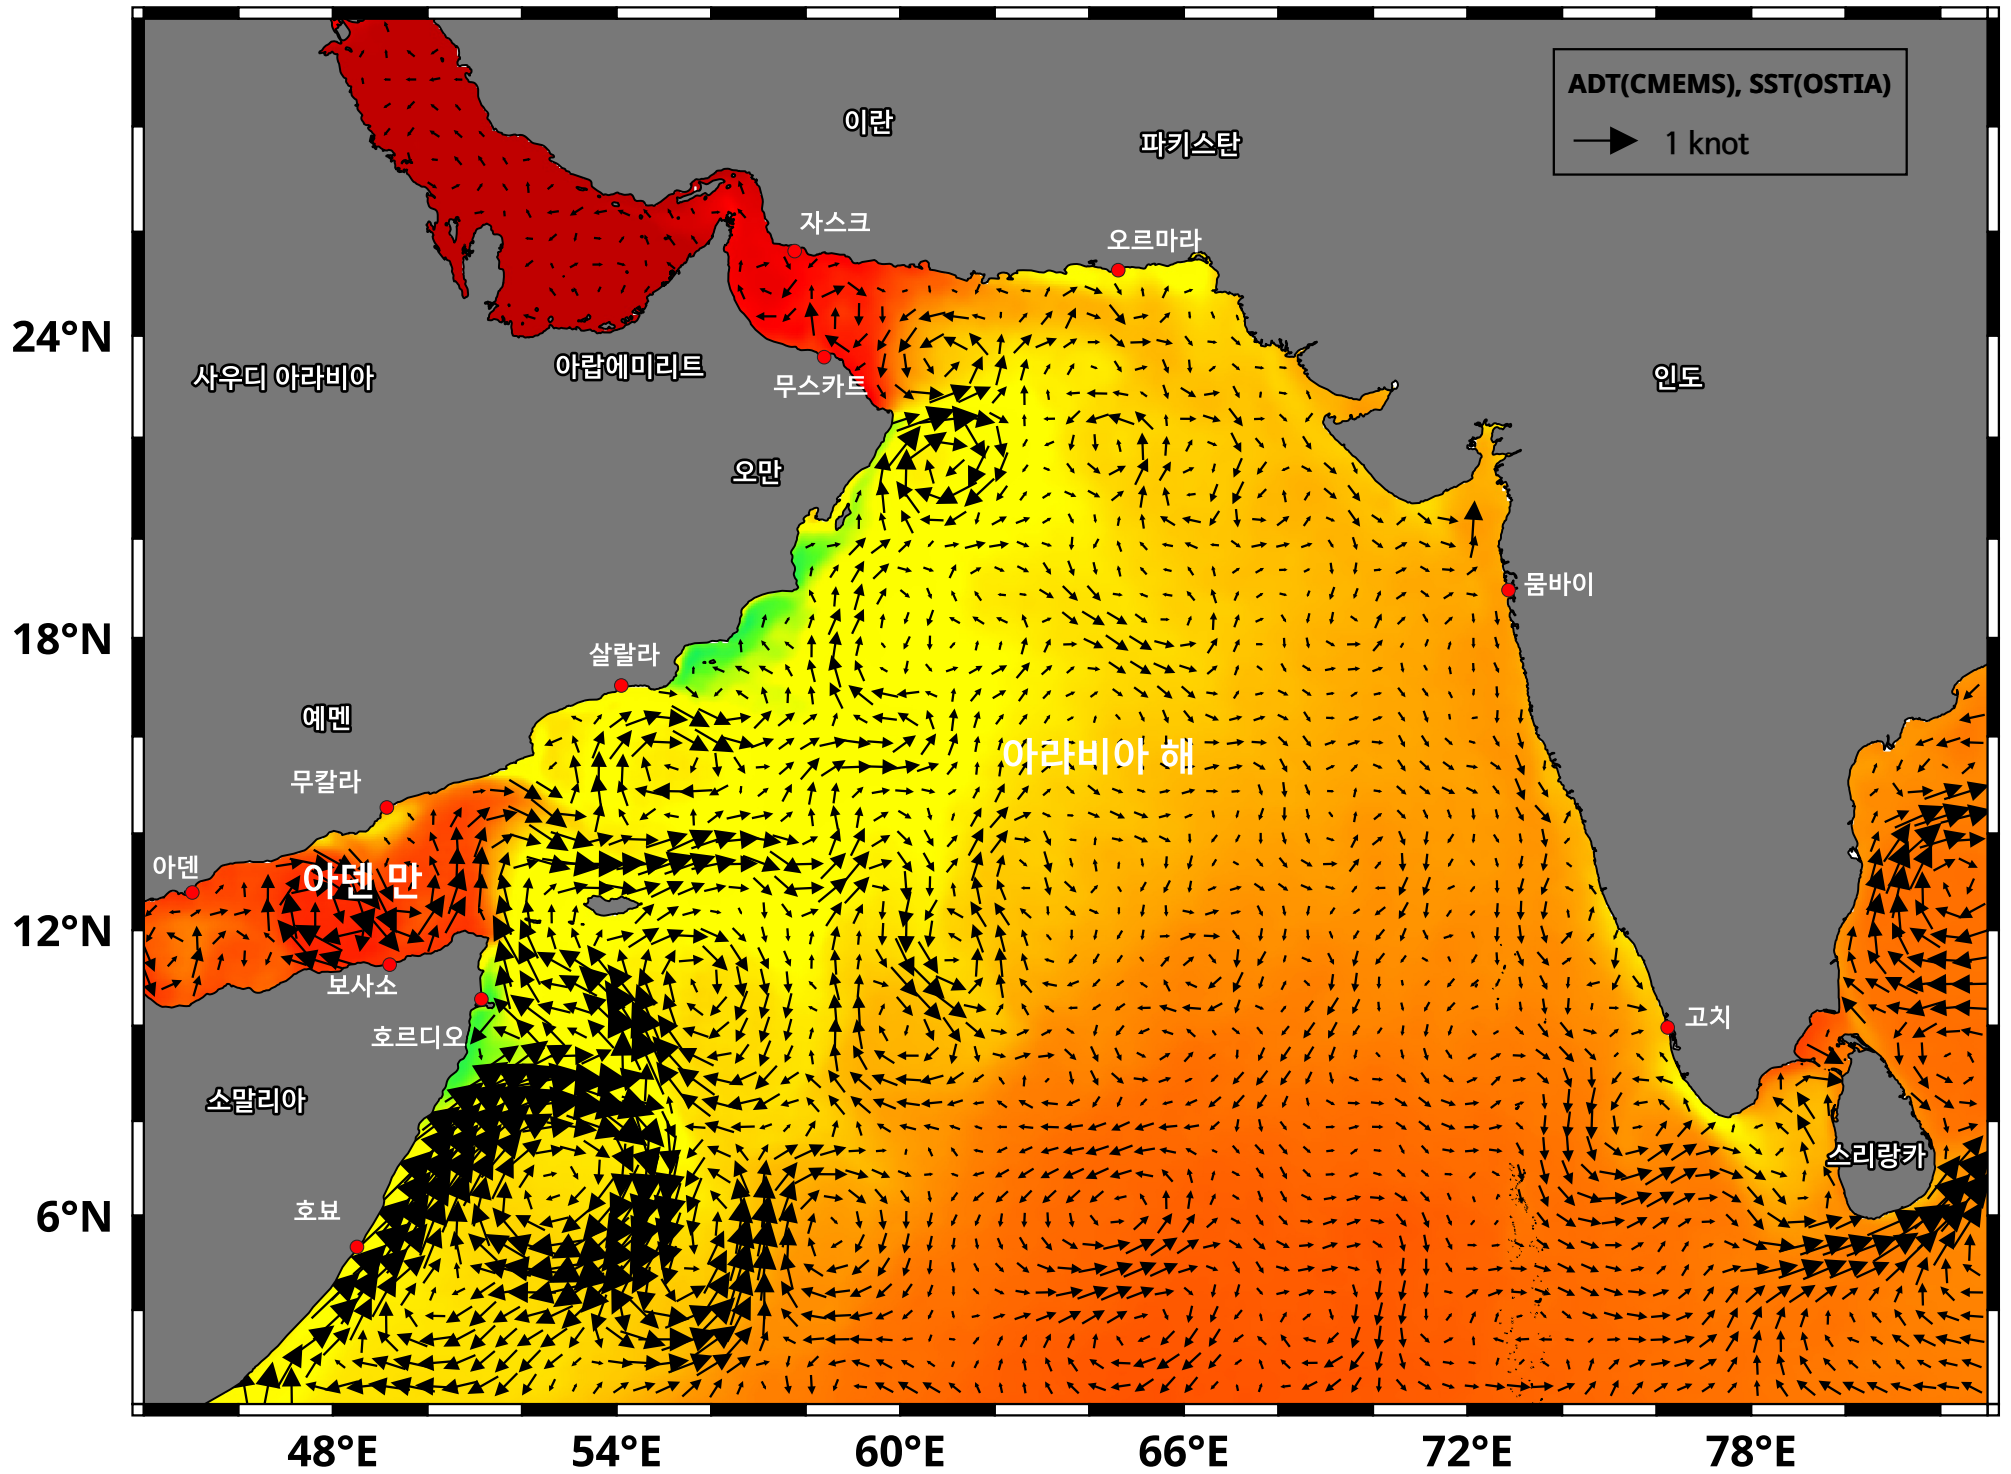 ADT(CMEMS), SST(OSTIA)
1 knot
이란
파키스탄
자스크
오르마라
24°N
사우디 아라비아
아랍에미리트
무스카트
인도
오만
뭄바이
18°N
살랄라
예멘
아라비아 해
무칼라
아덴
아덴 만
12°N
보사소
호르디오
고치
소말리아
스리랑카
호뵤
6°N
48°E
54°E
60°E
66°E
72°E
78°E